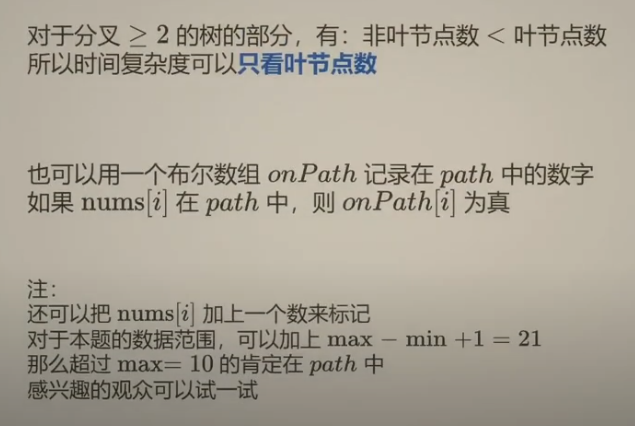 对于分叉 ≥ 2 的树的部分，有：非叶节点数 < 叶节点数
所以时间复杂度可以只看叶节点数
也可以用一个布尔数组 onPath 记录在 path 中的数字
如果 nums[i] 在 path 中，则 onPath[i] 为真
注：
还可以把 nums[i] 加上一个数来标记
对于本题的数据范围，可以加上 max − min +1 = 21
那么超过 max= 10 的肯定在 path 中
感兴趣的观众可以试一试